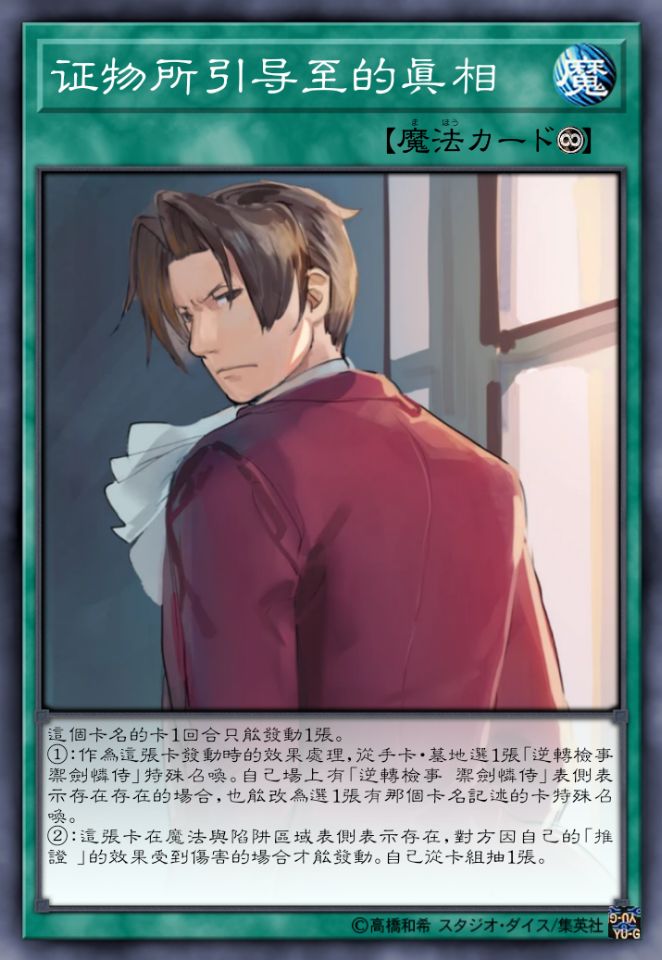 证物所引导至的眞相
魔
ま ほう
【魔法カード♾】
這個卡名的卡1回合只能發動1張。
①：作為這張卡發動時的效果處理，從手卡・墓地選1張「逆轉檢事
禦劍憐侍」特殊召喚。自己場上有「逆轉檢事 禦劍憐侍」表側表
示存在存在的場合，也能改為選1張有那個卡名記述的卡特殊召
喚。
②：這張卡在魔法與陷阱區域表側表示存在，對方因自己的「推
證 」的效果受到傷害的場合才能發動。自己從卡組抽1張。
©高橋和希 スタジオ・ダイス/集英社
YU-G